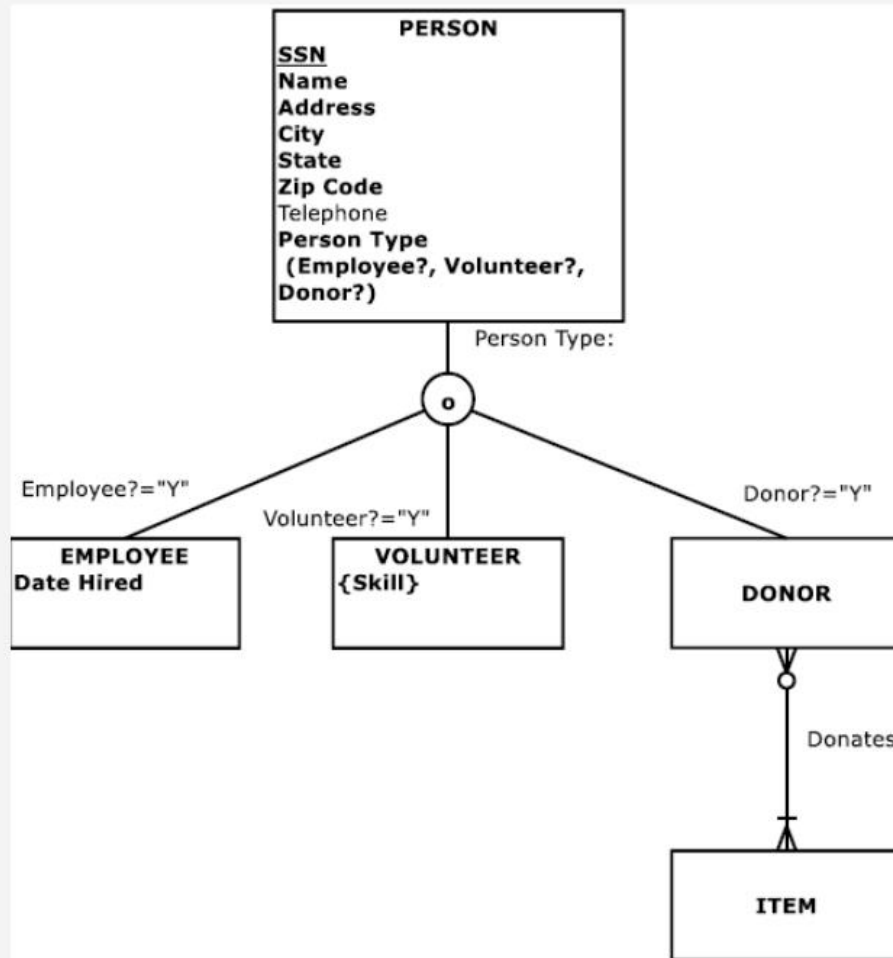 PERSON
SSN
Name
Address
City
State
Zip Code
Telephone
Person Type
(Employee?, Volunteer?,
Donor?)
Person Type:
o
Employee?="Y"
Volunteer?="Y"
Donor?="Y"
EMPLOYEE
Date Hired
VOLUNTEER
{Skill}
DONOR
Donates
ITEM